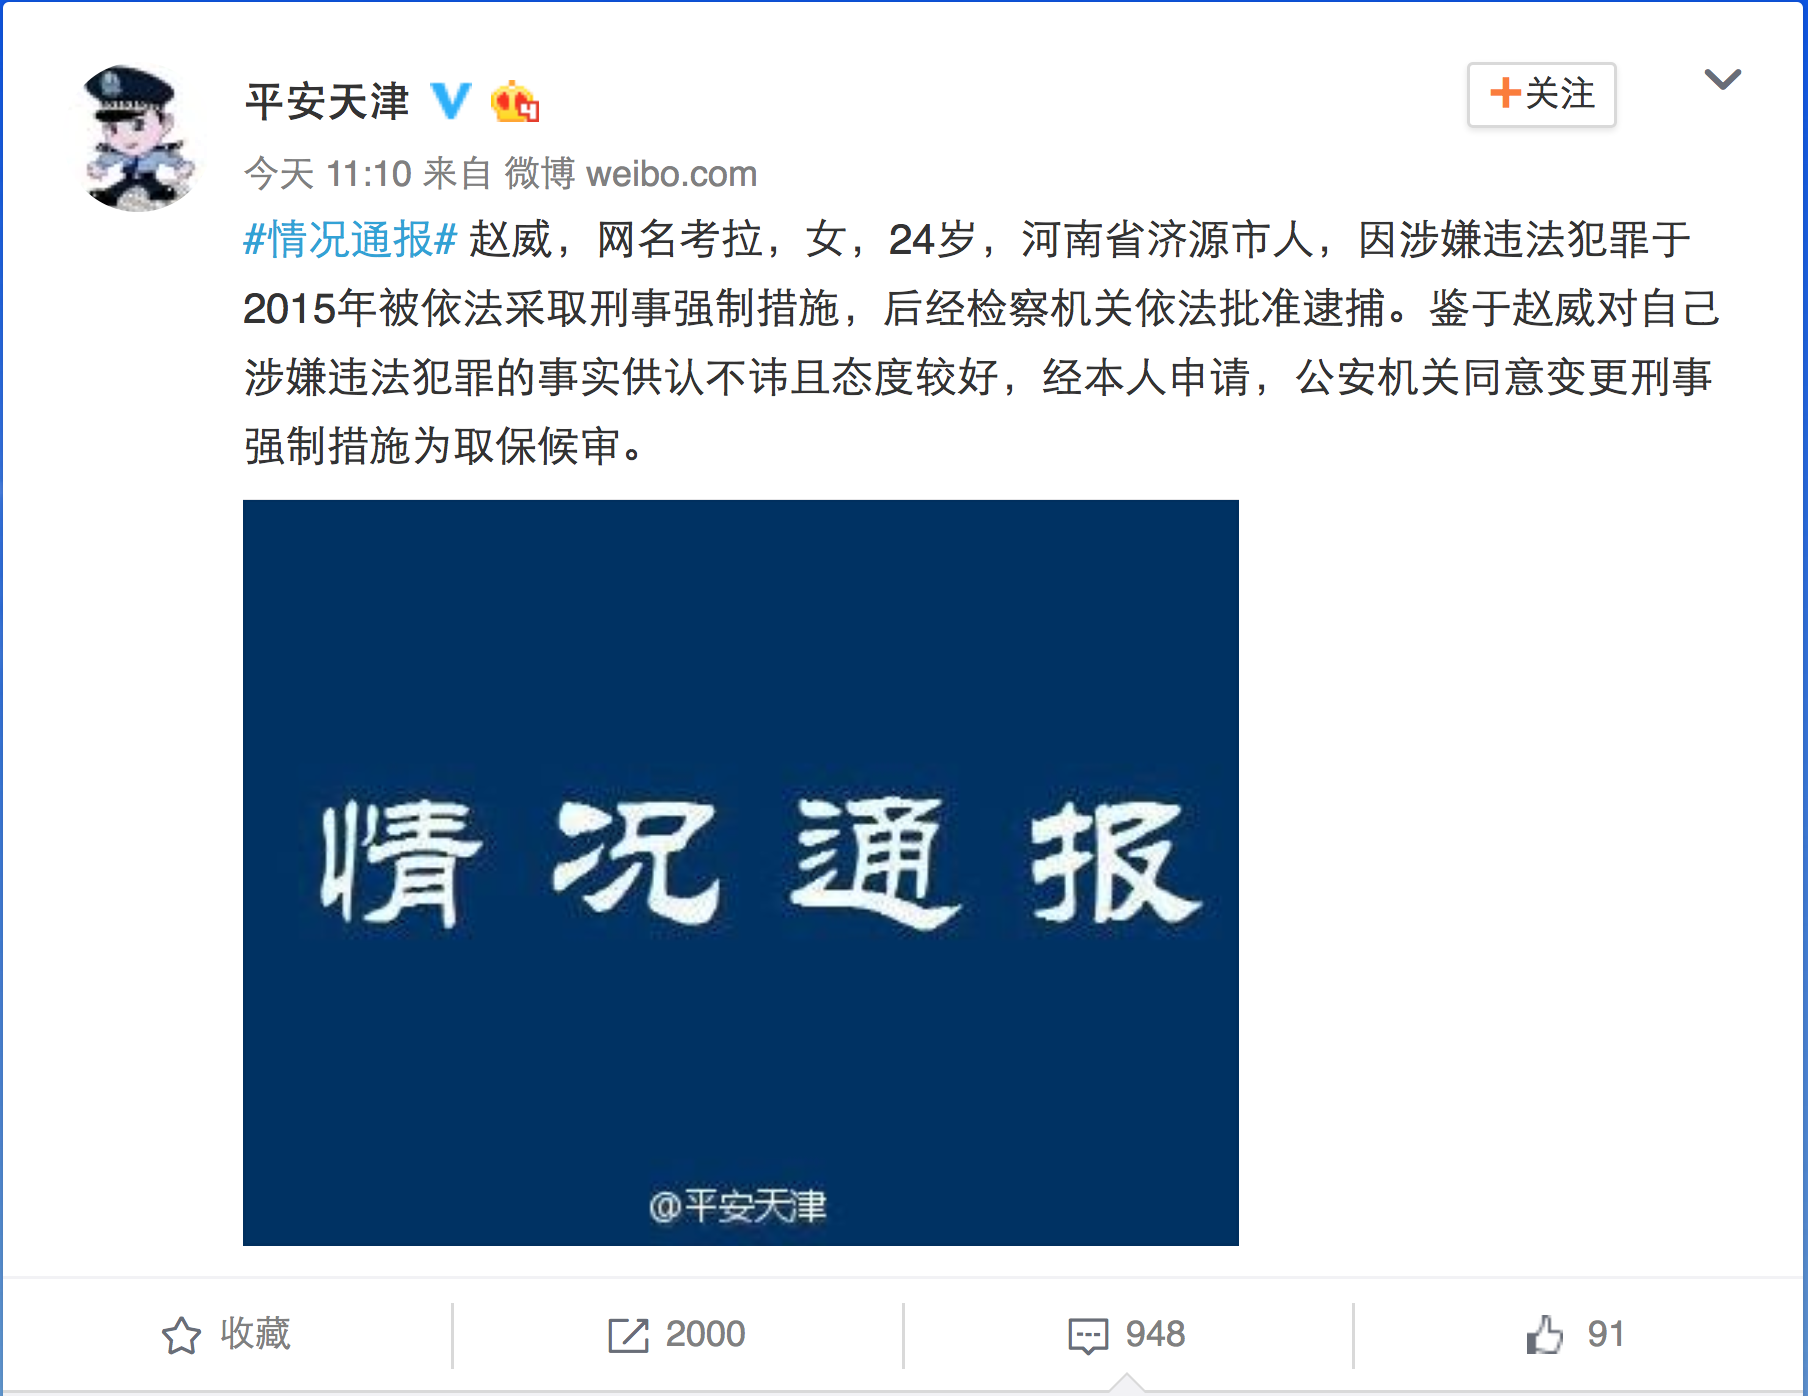 平安天津
+关注
今天 11:10 来自 微博 weibo.com
#情况通报# 赵威，网名考拉，女，24岁，河南省济源市人，因涉嫌违法犯罪于
2015年被依法采取刑事强制措施，后经检察机关依法批准逮捕。鉴于赵威对自己
涉嫌违法犯罪的事实供认不讳且态度较好，经本人申请，公安机关同意变更刑事
强制措施为取保候审。
情况通报
@平安天津
收藏
2000
948
91